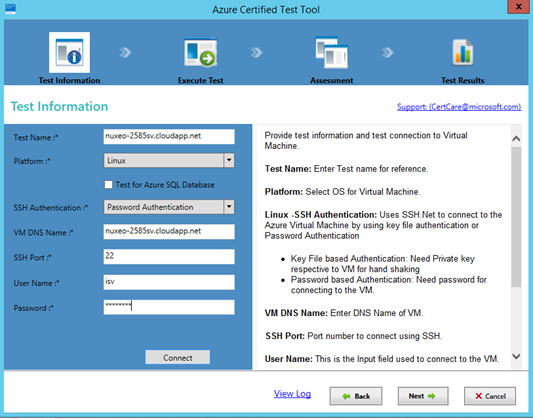 Azure Certified Test Tool
x
Test Information
Execute Test
Assessment
Test Results
Test Information
Support: (CertCare@microsoft.com)
Test Name :*
nuxeo-2585sv.cloudapp.net
Platform :*
Linux
Test for Azure SQL Database
SSH Authentication :*
Password Authentication
VM DNS Name :*
nuxeo-2585sv.cloudapp.net
SSH Port :*
22
User Name :*
isv
Password :*
********
Connect
Provide test information and test connection to Virtual
Machine.
Test Name: Enter Test name for reference.
Platform: Select OS for Virtual Machine.
Linux -SSH Authentication: Uses SSH.Net to connect to the
Azure Virtual Machine by using key file authentication or
Password Authentication
• Key File based Authentication: Need Private key
respective to VM for hand shaking
• Password based Authentication: Need password for
connecting to the VM.
VM DNS Name: Enter DNS Name of VM.
SSH Port: Port number to connect using SSH.
User Name: This is the Input field used to connect to the VM.
View Log
Back
Next
Cancel